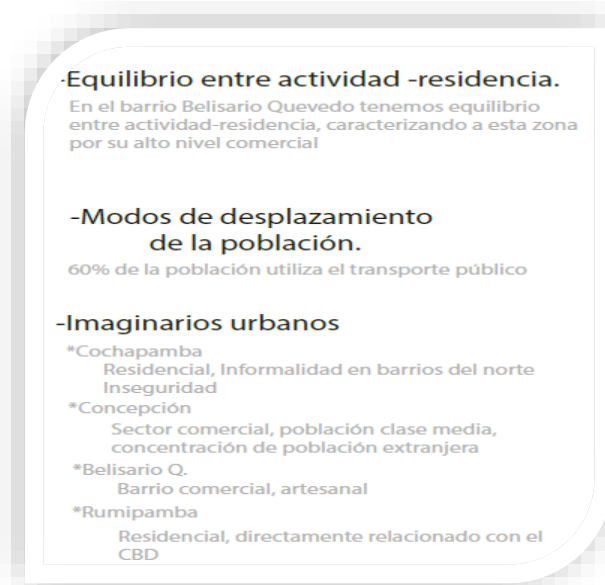 -Equilibrio entre actividad -residencia.
En el barrio Belisario Quevedo tenemos equilibrio
entre actividad-residencia, caracterizando a esta zona
por su alto nivel comercial
-Modos de desplazamiento
de la población.
60% de la población utiliza el transporte público
-Imaginarios urbanos
*Cochapamba
Residencial, Informalidad en barrios del norte
Inseguridad
*Concepción
Sector comercial, población clase media,
concentración de población extranjera
*Belisario Q.
Barrio comercial, artesanal
*Rumipamba
Residencial, directamente relacionado con el
CBD